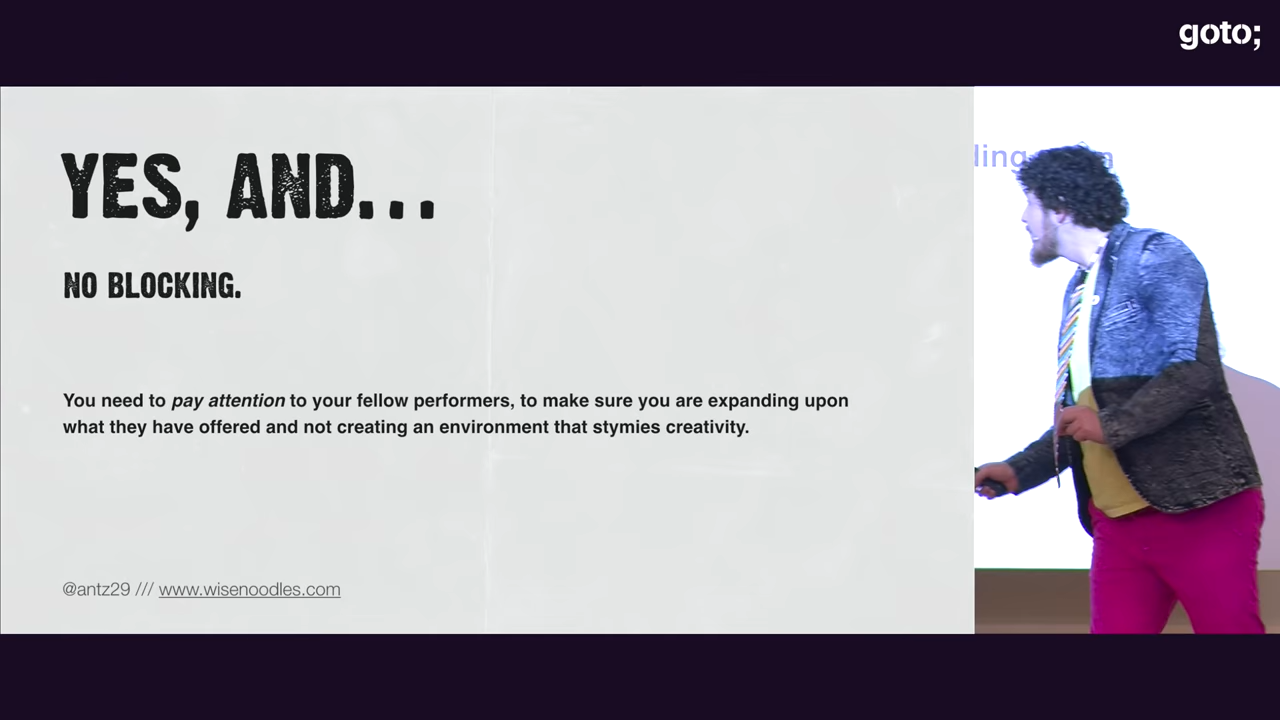 goto;
YES, AND...
NO BLOCKING.
You need to pay attention to your fellow performers, to make sure you are expanding upon
what they have offered and not creating an environment that stymies creativity.
@antz29 /// www.wisenoodles.com